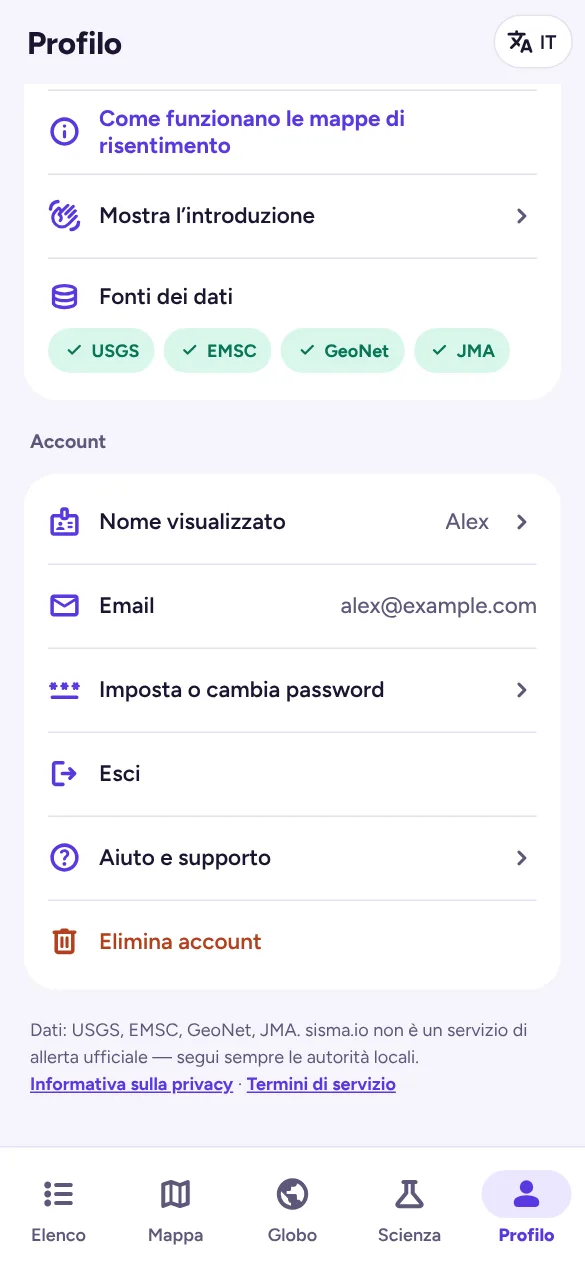 Profilo
IT
Come funzionano le mappe di
risentimento
Mostra l’introduzione
Fonti dei dati
USGS
EMSC
GeoNet
JMA
Account
Nome visualizzato
Alex
Email
alex@example.com
Imposta o cambia password
Esci
Aiuto e supporto
Elimina account
Dati: USGS, EMSC, GeoNet, JMA. sisma.io non è un servizio di
allerta ufficiale — segui sempre le autorità locali.
Informativa sulla privacy · Termini di servizio
Elenco
Mappa
Globo
Scienza
Profilo